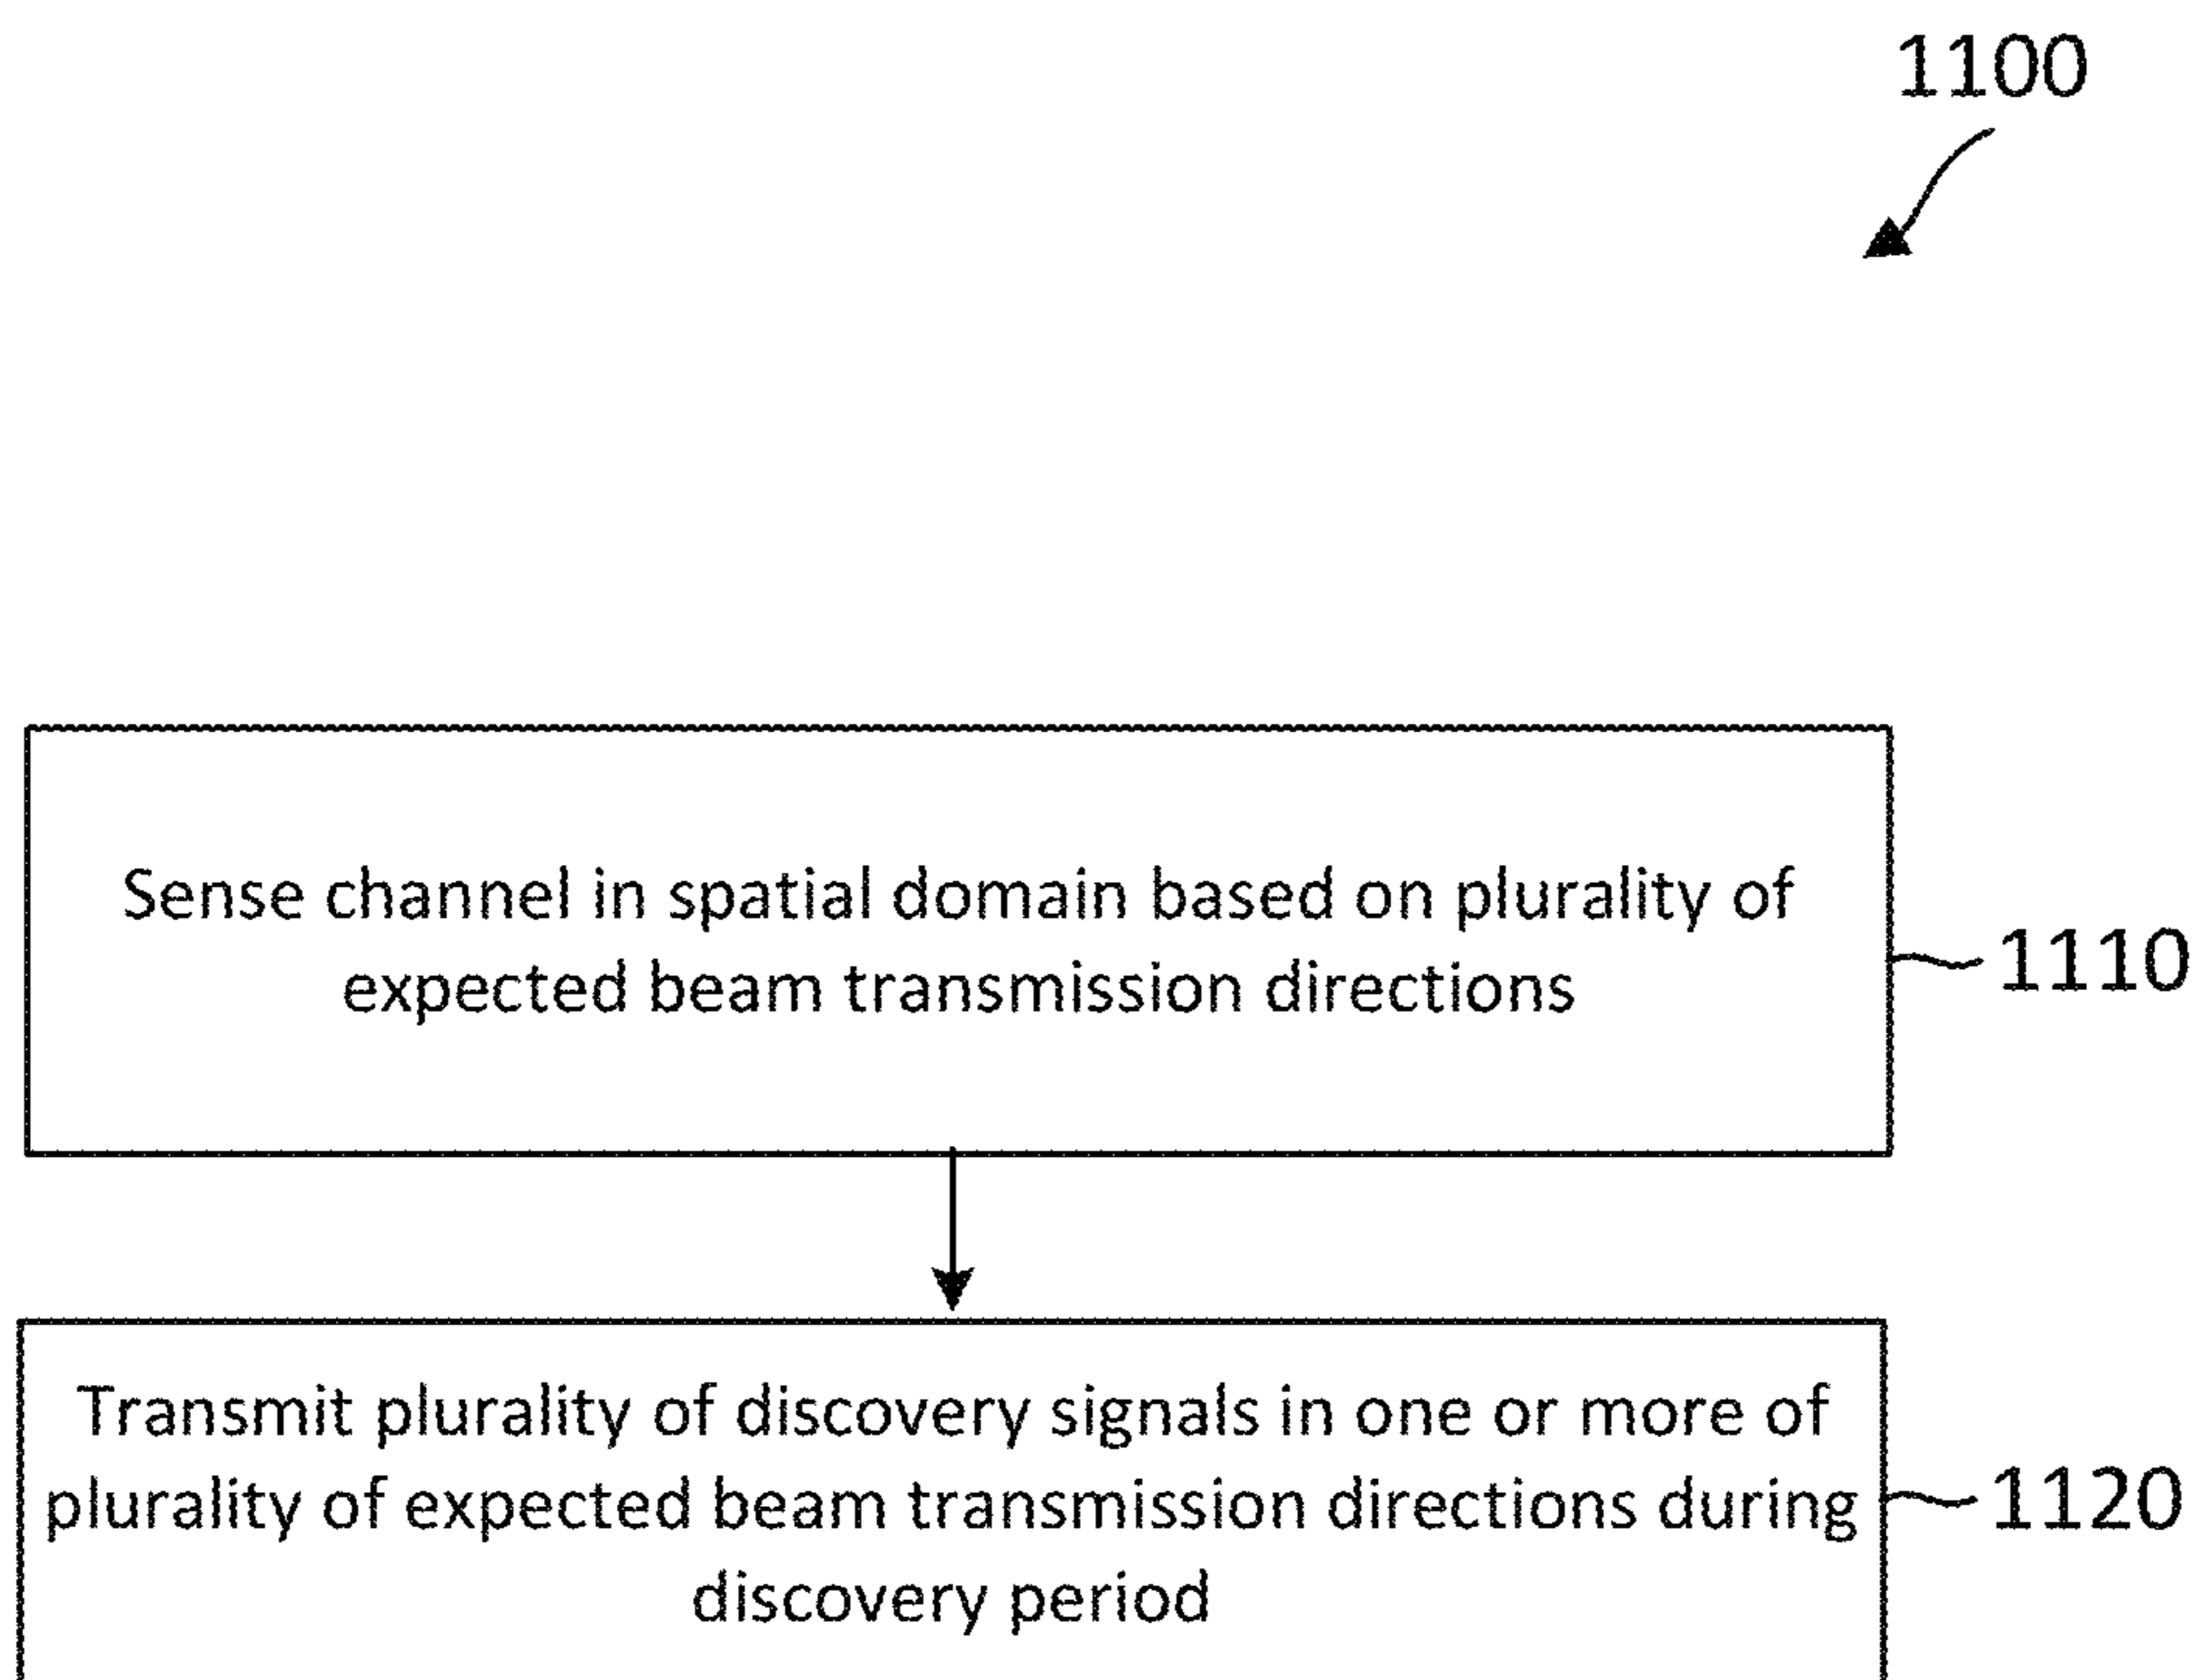 1100
Sense channel in spatial domain based on plurality of
expected beam transmission directions
1110
Transmit plurality of discovery signals in one or more of
plurality of expected beam transmission directions during
discovery period
1120